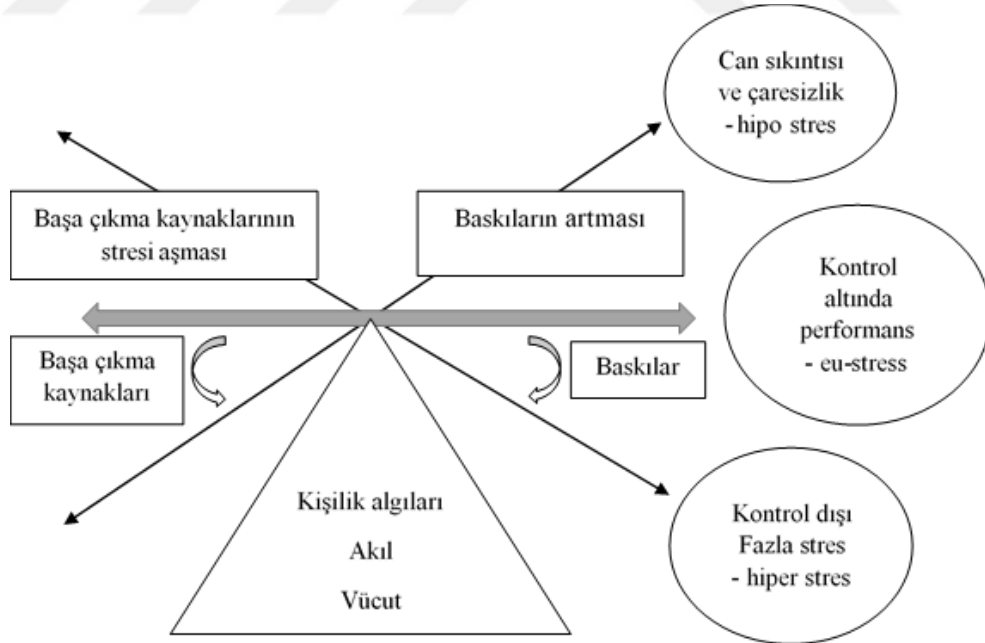 Can sıkıntısı
ve çaresizlik
- hipo stres
Başa çıkma kaynaklarının
stresi aşması
Baskıların artması
Kontrol
altında
performans
- eu-stress
Başa çıkma
kaynakları
Baskılar
Kişilik algıları
Akıl
Vücut
Kontrol dışı
Fazla stres
- hiper stres